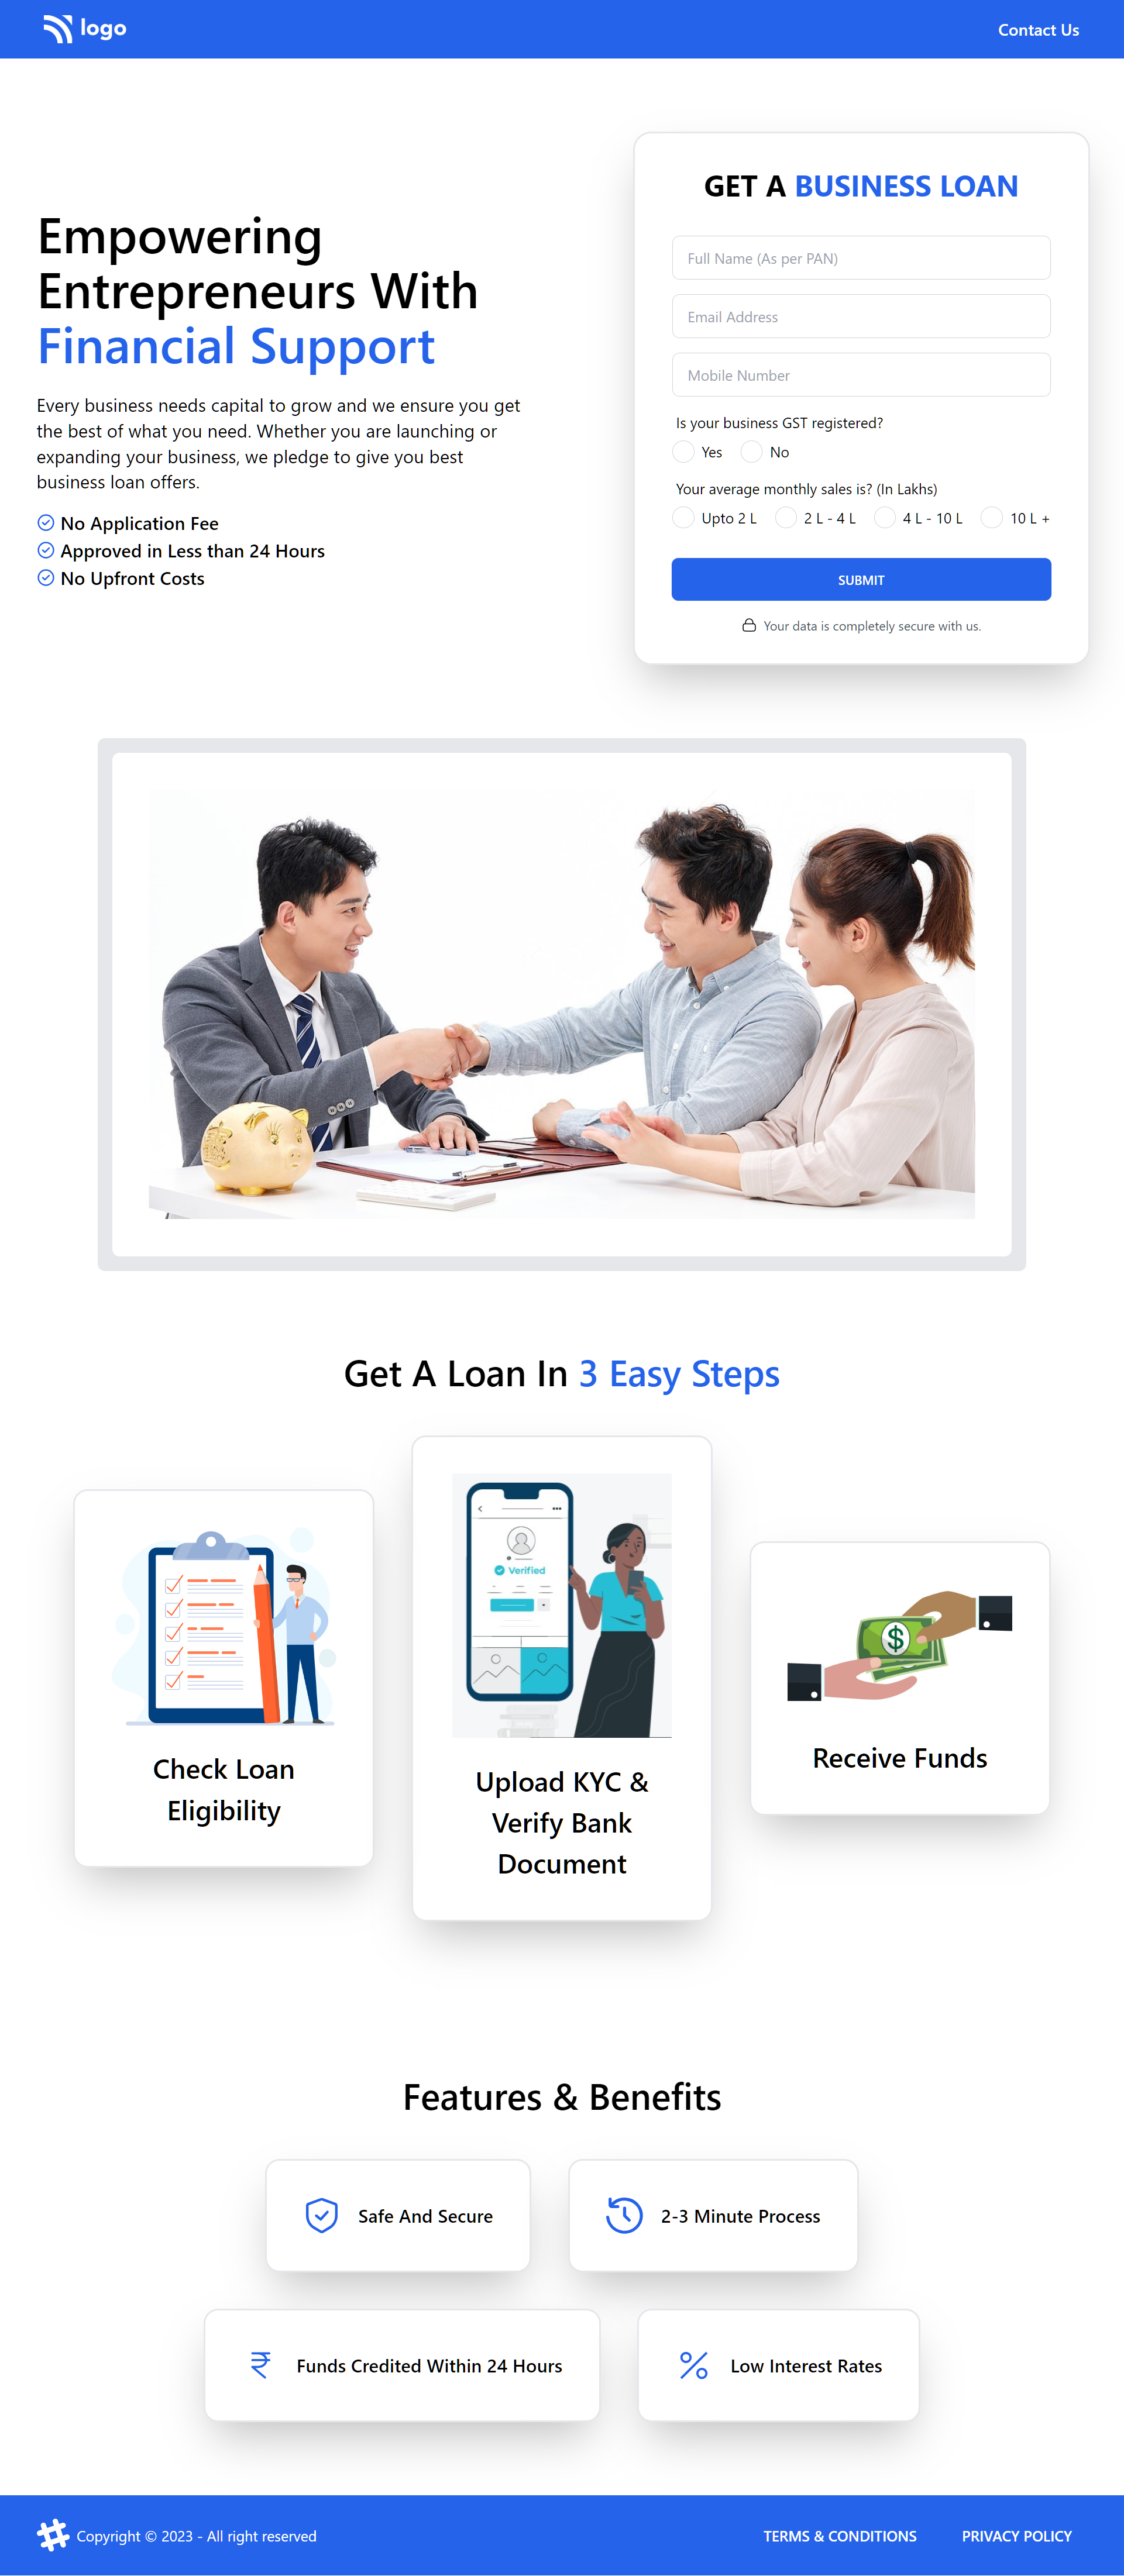 logo
Contact Us
Empowering
Entrepreneurs With
Financial Support
Every business needs capital to grow and we ensure you get
the best of what you need. Whether you are launching or
expanding your business, we pledge to give you best
business loan offers.
No Application Fee
Approved in Less than 24 Hours
No Upfront Costs
GET A BUSINESS LOAN
Full Name (As per PAN)
Email Address
Mobile Number
Is your business GST registered?
Yes No
Your average monthly sales is? (In Lakhs)
Upto 2 L 2 L - 4 L 4 L - 10 L 10 L +
SUBMIT
Your data is completely secure with us.
Get A Loan In 3 Easy Steps
Check Loan
Eligibility
Verified
Upload KYC &
Verify Bank
Document
$
Receive Funds
Features & Benefits
Safe And Secure
2-3 Minute Process
₹ Funds Credited Within 24 Hours
% Low Interest Rates
Copyright © 2023 - All right reserved
TERMS & CONDITIONS PRIVACY POLICY